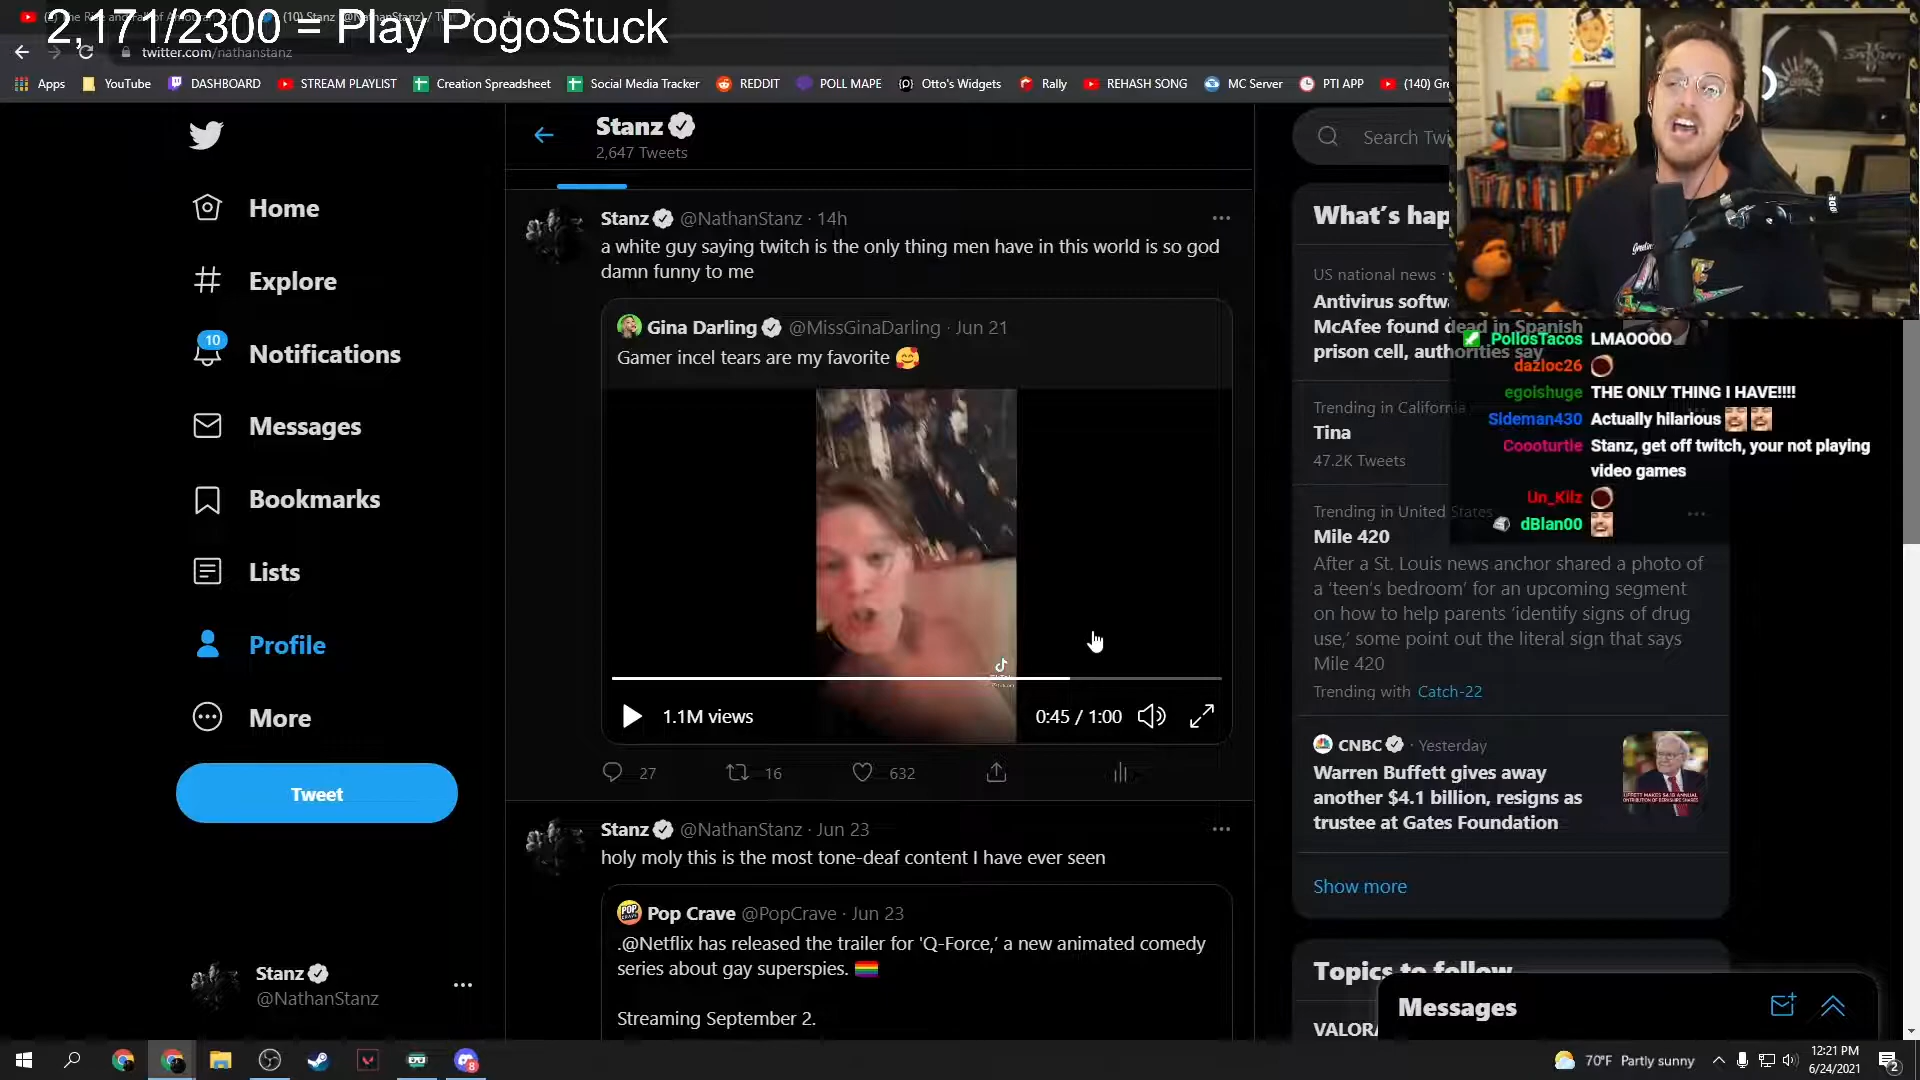 2,171/2300 = Play PogoStuck
twitter.com/nathanstanz
Apps
YouTube
DASHBOARD
STREAM PLAYLIST
Creation Spreadsheet
Social Media Tracker
REDDIT
POLL MAPE
Otto's Widgets
Rally
REHASH SONG
MC Server
PTI APP
(140) Gre
Home
Explore
10
Notifications
Messages
Bookmarks
Lists
Profile
More
Tweet
Stanz
@NathanStanz
Stanz
2,647 Tweets
Stanz @NathanStanz · 14h
a white guy saying twitch is the only thing men have in this world is so god
damn funny to me
Gina Darling @MissGinaDarling · Jun 21
Gamer incel tears are my favorite 🥰
1.1M views
0:45 / 1:00
27
16
632
Stanz @NathanStanz · Jun 23
holy moly this is the most tone-deaf content I have ever seen
POP CRAVE
Pop Crave @PopCrave · Jun 23
.@Netflix has released the trailer for 'Q-Force,' a new animated comedy
series about gay superspies. 🏳️‍🌈
Streaming September 2.
Search Twi
What's hap
US national news ·
Antivirus softw
McAfee found dead in Spanish
prison cell, authorities say
Trending in California
Tina
47.2K Tweets
Trending in United States
Mile 420
After a St. Louis news anchor shared a photo of
a 'teen's bedroom' for an upcoming segment
on how to help parents 'identify signs of drug
use,' some point out the literal sign that says
Mile 420
Trending with Catch-22
CNBC · Yesterday
Warren Buffett gives away
another $4.1 billion, resigns as
trustee at Gates Foundation
Show more
Topics to follow
VALORA
Messages
PollosTacos LMAOOOO
dazloc26
egoishuge THE ONLY THING I HAVE!!!!
Sideman430 Actually hilarious
Coooturtle Stanz, get off twitch, your not playing
video games
Un_Kilz
dBlan00
8
70°F Partly sunny
12:21 PM
6/24/2021
2